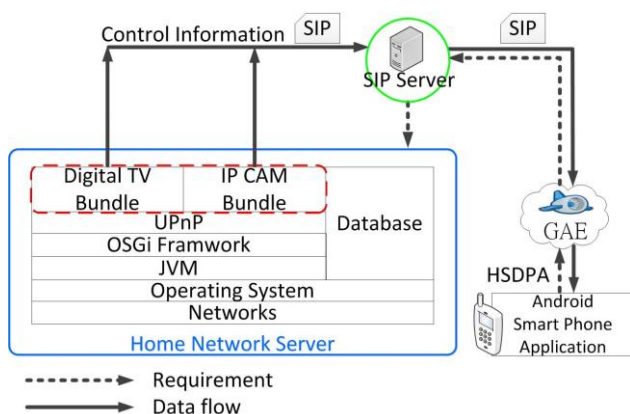 Control Information
SIP
SIP
SIP Server
Digital TV
Bundle
IP CAM
Bundle
UPnP
Database
OSGi Framwork
JVM
Operating System
Networks
Home Network Server
GAE
HSDPA
Android
Smart Phone
Application
Requirement
Data flow